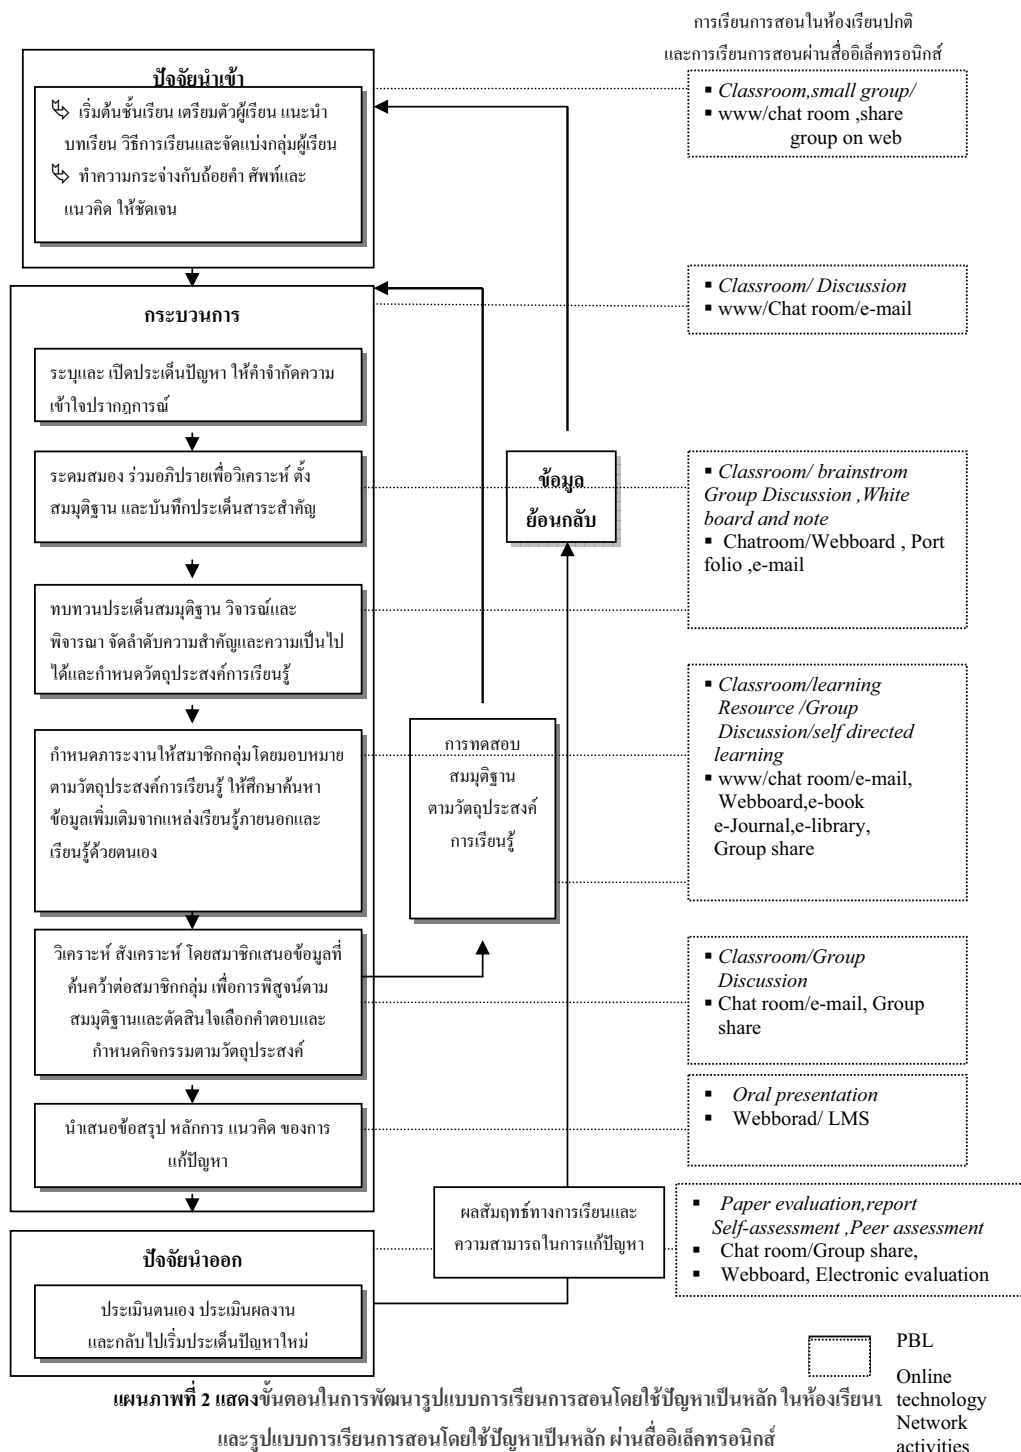 การเรียนการสอนในห้องเรียนปกติ
และการเรียนการสอนผ่านสื่ออิเล็คทรอนิกส์
ปัจจัยนำเข้า
เริ่มต้นชั้นเรียน เตรียมตัวผู้เรียน แนะนำ
บทเรียน วิธีการเรียนและจัดแบ่งกลุ่มผู้เรียน
ทำความกระจ่างกับถ้อยคำ ศัพท์และ
แนวคิด ให้ชัดเจน
▪ Classroom,small group/
▪ www/chat room ,share
group on web
กระบวนการ
▪ Classroom/ Discussion
▪ www/Chat room/e-mail
ระบุและ เปิดประเด็นปัญหา ให้คำจำกัดความ
เข้าใจปรากฏการณ์
ระดมสมอง ร่วมอภิปรายเพื่อวิเคราะห์ ตั้ง
สมมุติฐาน และบันทึกประเด็นสาระสำคัญ
ข้อมูล
ย้อนกลับ
▪ Classroom/ brainstrom
Group Discussion ,White
board and note
▪ Chatroom/Webboard , Port
folio ,e-mail
ทบทวนประเด็นสมมุติฐาน วิจารณ์และ
พิจารณา จัดลำดับความสำคัญและความเป็นไป
ได้และกำหนดวัตถุประสงค์การเรียนรู้
กำหนดภาระงานให้สมาชิกกลุ่มโดยมอบหมาย
ตามวัตถุประสงค์การเรียนรู้ ให้ศึกษาค้นหา
ข้อมูลเพิ่มเติมจากแหล่งเรียนรู้ภายนอกและ
เรียนรู้ด้วยตนเอง
การทดสอบ
สมมุติฐาน
ตามวัตถุประสงค์
การเรียนรู้
▪ Classroom/learning
Resource /Group
Discussion/self directed
learning
▪ www/chat room/e-mail,
Webboard,e-book
e-Journal,e-library,
Group share
วิเคราะห์ สังเคราะห์ โดยสมาชิกเสนอข้อมูลที่
ค้นคว้าต่อสมาชิกกลุ่ม เพื่อการพิสูจน์ตาม
สมมุติฐานและตัดสินใจเลือกคำตอบและ
กำหนดกิจกรรมตามวัตถุประสงค์
▪ Classroom/Group
Discussion
▪ Chat room/e-mail, Group
share
นำเสนอข้อสรุป หลักการ แนวคิด ของการ
แก้ปัญหา
▪ Oral presentation
▪ Webborad/ LMS
ผลสัมฤทธ์ทางการเรียนและ
ความสามารถในการแก้ปัญหา
▪ Paper evaluation,report
Self-assessment ,Peer assessment
▪ Chat room/Group share,
▪ Webboard, Electronic evaluation
ปัจจัยนำออก
ประเมินตนเอง ประเมินผลงาน
และกลับไปเริ่มประเด็นปัญหาใหม่
PBL
Online
technology
Network
activities
แผนภาพที่ 2 แสดงขั้นตอนในการพัฒนารูปแบบการเรียนการสอนโดยใช้ปัญหาเป็นหลัก ในห้องเรียน
และรูปแบบการเรียนการสอนโดยใช้ปัญหาเป็นหลัก ผ่านสื่ออิเล็คทรอนิกส์